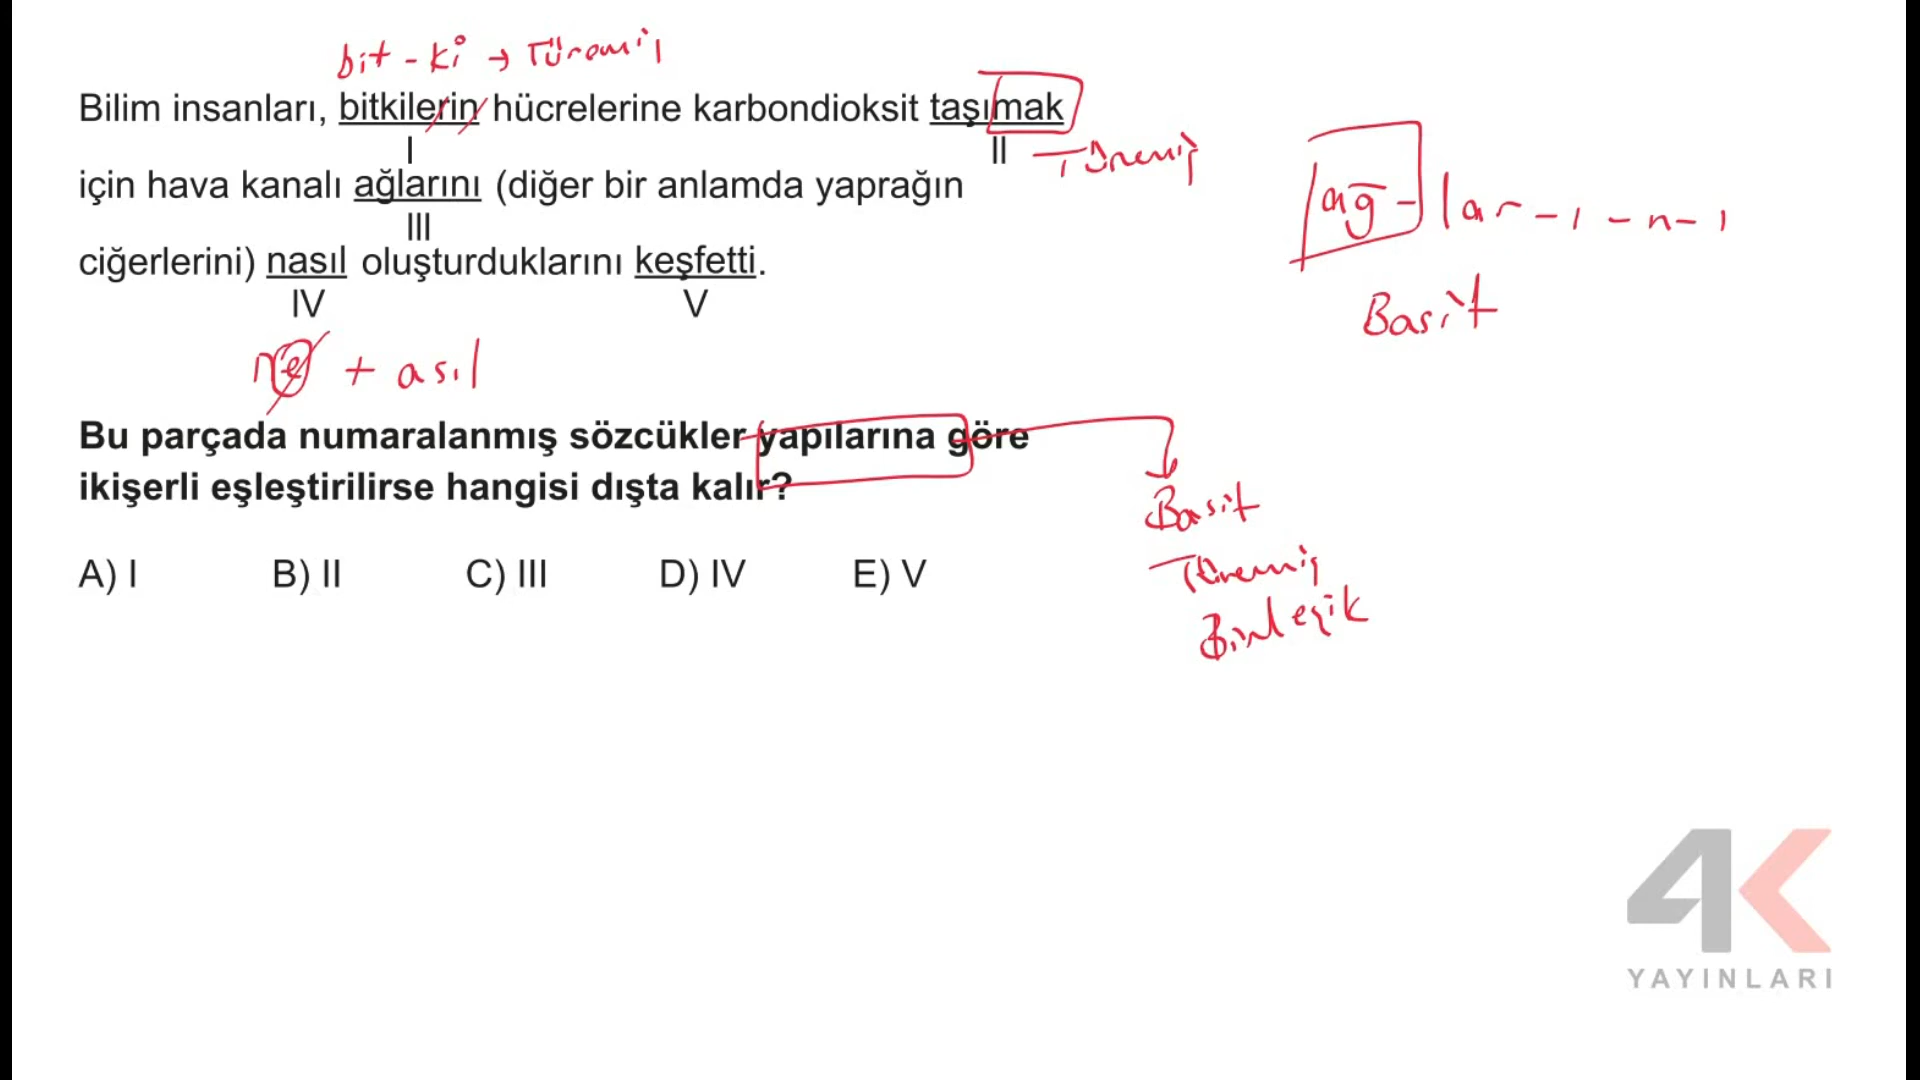 bit - ki → Türemiş
Bilim insanları, bitkilerin hücrelerine karbondioksit taşımak
I II Türemiş
için hava kanalı ağlarını (diğer bir anlamda yaprağın
III
ağ - lar - ı - n - ı
ciğerlerini) nasıl oluşturduklarını keşfetti.
IV V
Basit
ne + asıl
Bu parçada numaralanmış sözcükler yapılarına göre
ikişerli eşleştirilirse hangisi dışta kalır?
Basit
Türemiş
Birleşik
A) I B) II C) III D) IV E) V
4K
YAYINLARI